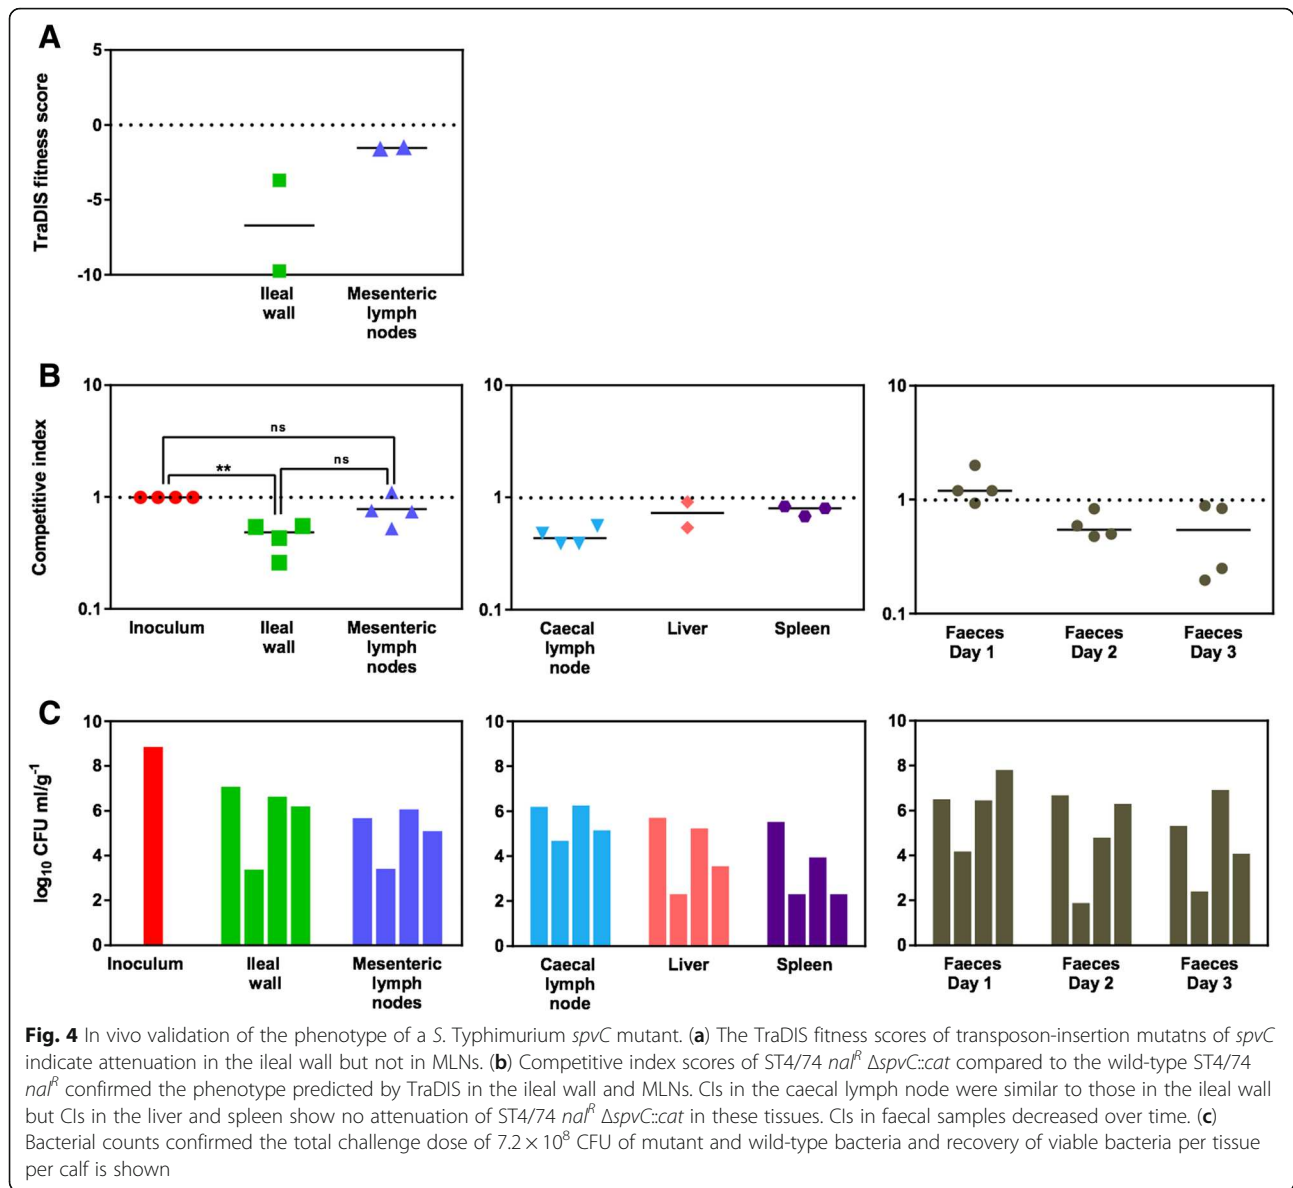 A
5
0
-5
-10
TraDIS fitness score
Ileal
wall
Mesenteric
lymph
nodes
B
10
1
0.1
Competitive index
ns
**
ns
Inoculum
Ileal
wall
Mesenteric
lymph
nodes
10
1
0.1
Caecal
lymph
node
Liver
Spleen
10
1
0.1
Faeces
Day 1
Faeces
Day 2
Faeces
Day 3
C
10
8
6
4
2
0
log₁₀ CFU ml/g⁻¹
Inoculum
Ileal
wall
Mesenteric
lymph
nodes
10
8
6
4
2
0
Caecal
lymph
node
Liver
Spleen
10
8
6
4
2
0
Faeces
Day 1
Faeces
Day 2
Faeces
Day 3
Fig. 4 In vivo validation of the phenotype of a S. Typhimurium spvC mutant. (a) The TraDIS fitness scores of transposon-insertion mutatns of spvC
indicate attenuation in the ileal wall but not in MLNs. (b) Competitive index scores of ST4/74 nalᴿ ΔspvC::cat compared to the wild-type ST4/74
nalᴿ confirmed the phenotype predicted by TraDIS in the ileal wall and MLNs. CIs in the caecal lymph node were similar to those in the ileal wall
but CIs in the liver and spleen show no attenuation of ST4/74 nalᴿ ΔspvC::cat in these tissues. CIs in faecal samples decreased over time. (c)
Bacterial counts confirmed the total challenge dose of 7.2 × 10⁸ CFU of mutant and wild-type bacteria and recovery of viable bacteria per tissue
per calf is shown